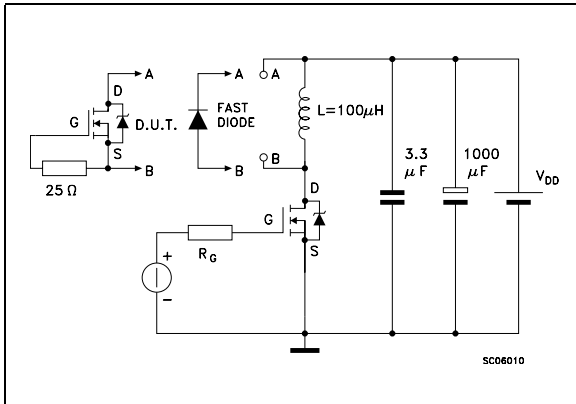 A
A
A
D
G
FAST
DIODE
D.U.T.
L=100μH
S
B
B
B
25 Ω
3.3
μF
1000
μF
D
VDD
G
RG
S
+
-
SC06010